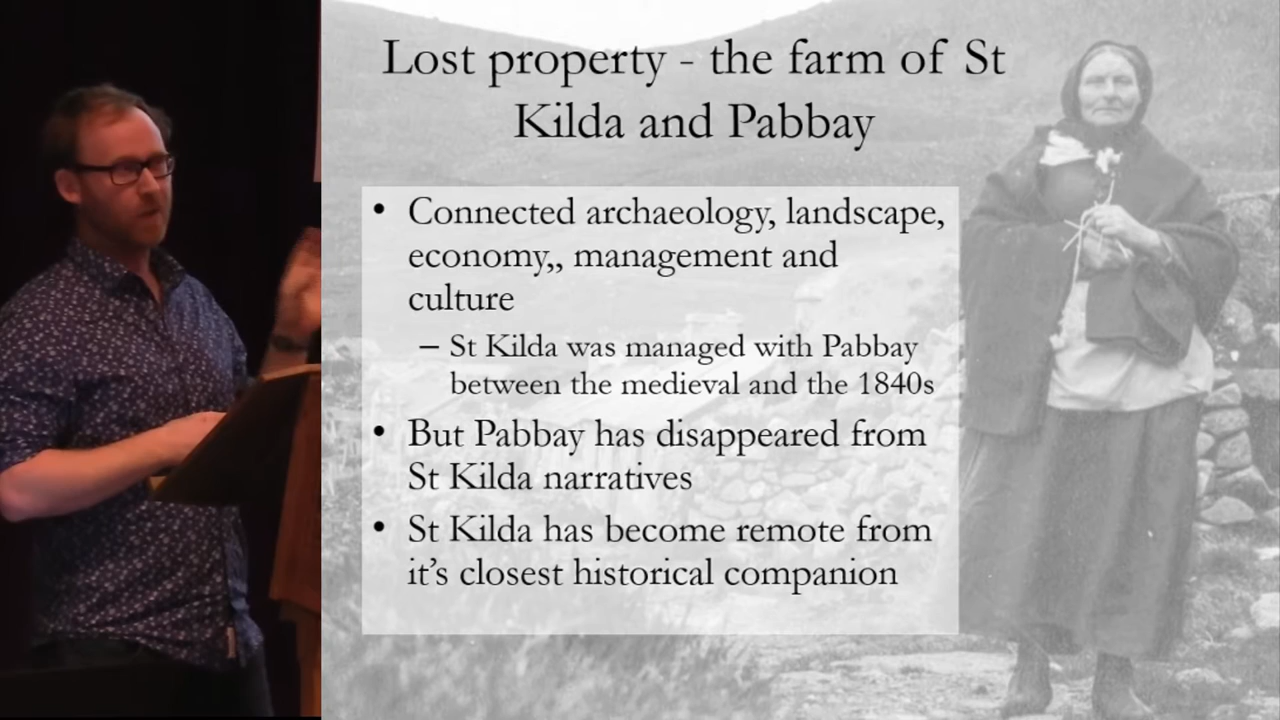 Lost property - the farm of St
Kilda and Pabbay
• Connected archaeology, landscape,
economy,, management and
culture
– St Kilda was managed with Pabbay
between the medieval and the 1840s
• But Pabbay has disappeared from
St Kilda narratives
• St Kilda has become remote from
it's closest historical companion